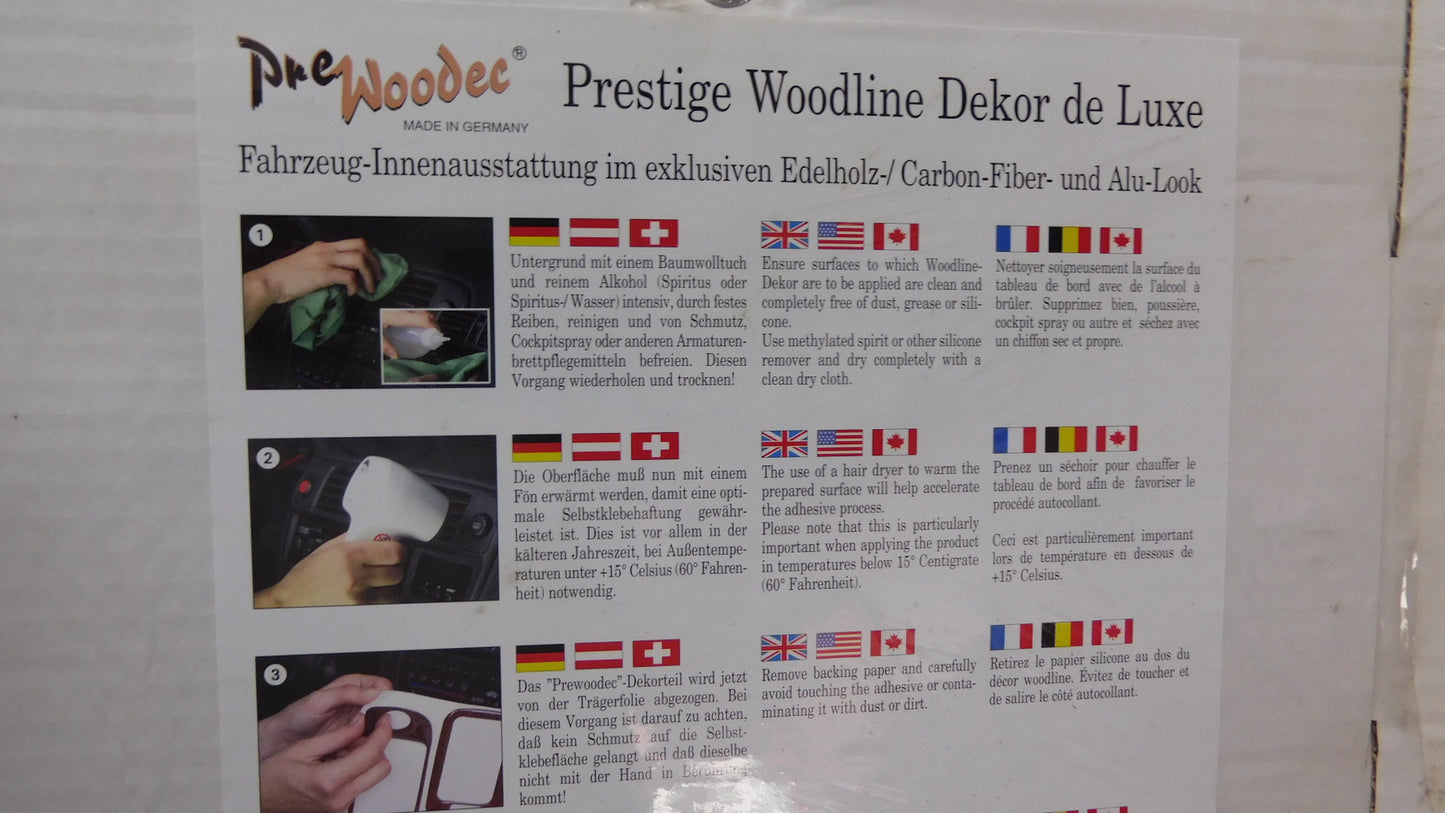 PreWoodec®
MADE IN GERMANY
Prestige Woodline Dekor de Luxe
Fahrzeug-Innenausstattung im exklusiven Edelholz-/ Carbon-Fiber- und Alu-Look
1
Untergrund mit einem Baumwolltuch
und reinem Alkohol (Spiritus oder
Spiritus-/ Wasser) intensiv, durch festes
Reiben, reinigen und von Schmutz,
Cockpitspray oder anderen Armaturen-
brettpflegemitteln befreien. Diesen
Vorgang wiederholen und trocknen!
Ensure surfaces to which Woodline-
Dekor are to be applied are clean and
completely free of dust, grease or sili-
cone.
Use methylated spirit or other silicone
remover and dry completely with a
clean dry cloth.
Nettoyer soigneusement la surface du
tableau de bord avec de l'alcool à
brûler. Supprimez bien, poussière,
cockpit spray ou autre et séchez avec
un chiffon sec et propre.
2
Die Oberfläche muß nun mit einem
Fön erwärmt werden, damit eine opti-
male Selbstklebehaftung gewähr-
leistet ist. Dies ist vor allem in der
kälteren Jahreszeit, bei Außentempe-
raturen unter +15° Celsius (60° Fahren-
heit) notwendig.
The use of a hair dryer to warm the
prepared surface will help accelerate
the adhesive process.
Please note that this is particularly
important when applying the product
in temperatures below 15° Centigrate
(60° Fahrenheit).
Prenez un séchoir pour chauffer le
tableau de bord afin de favoriser le
procédé autocollant.
Ceci est particulièrement important
lors de température en dessous de
+15° Celsius.
3
Das "Prewoodec"-Dekorteil wird jetzt
von der Trägerfolie abgezogen. Bei
diesem Vorgang ist darauf zu achten,
daß kein Schmutz auf die Selbst-
klebefläche gelangt und daß dieselbe
nicht mit der Hand in Berührung
kommt!
Remove backing paper and carefully
avoid touching the adhesive or conta-
minating it with dust or dirt.
Retirez le papier silicone au dos du
décor woodline. Évitez de toucher et
de salire le côté autocollant.